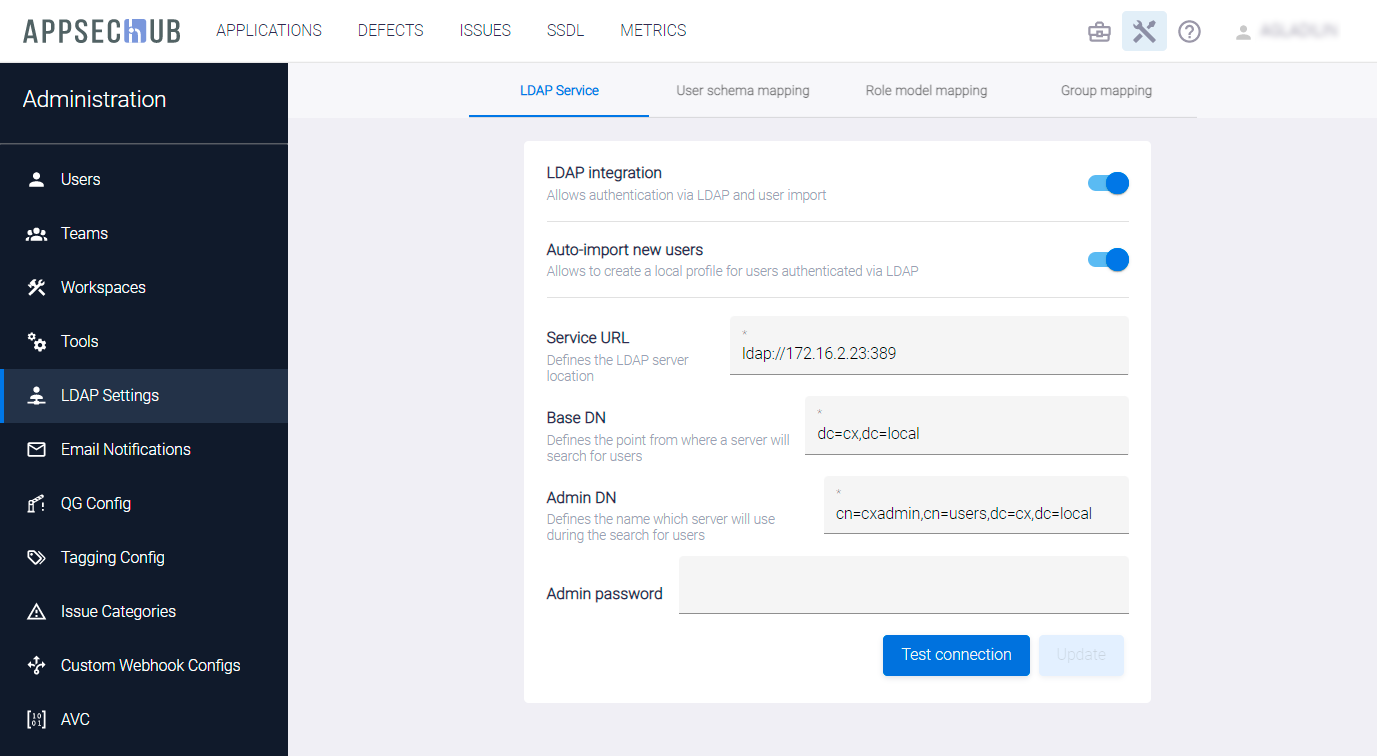 APPSECHUB
APPLICATIONS
DEFECTS
ISSUES
SSDL
METRICS
Administration
Users
Teams
Workspaces
Tools
LDAP Settings
Email Notifications
QG Config
Tagging Config
Issue Categories
Custom Webhook Configs
AVC
LDAP Service
User schema mapping
Role model mapping
Group mapping
LDAP integration
Allows authentication via LDAP and user import
Auto-import new users
Allows to create a local profile for users authenticated via LDAP
Service URL
Defines the LDAP server
location
*
ldap://172.16.2.23:389
Base DN
Defines the point from where a server will
search for users
*
dc=cx,dc=local
Admin DN
Defines the name which server will use
during the search for users
*
cn=cxadmin,cn=users,dc=cx,dc=local
Admin password
Test connection
Update